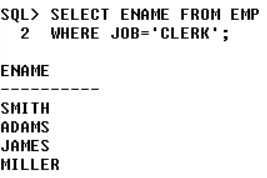 SQL> SELECT ENAME FROM EMP
2 WHERE JOB='CLERK';
ENAME
----------
SMITH
ADAMS
JAMES
MILLER